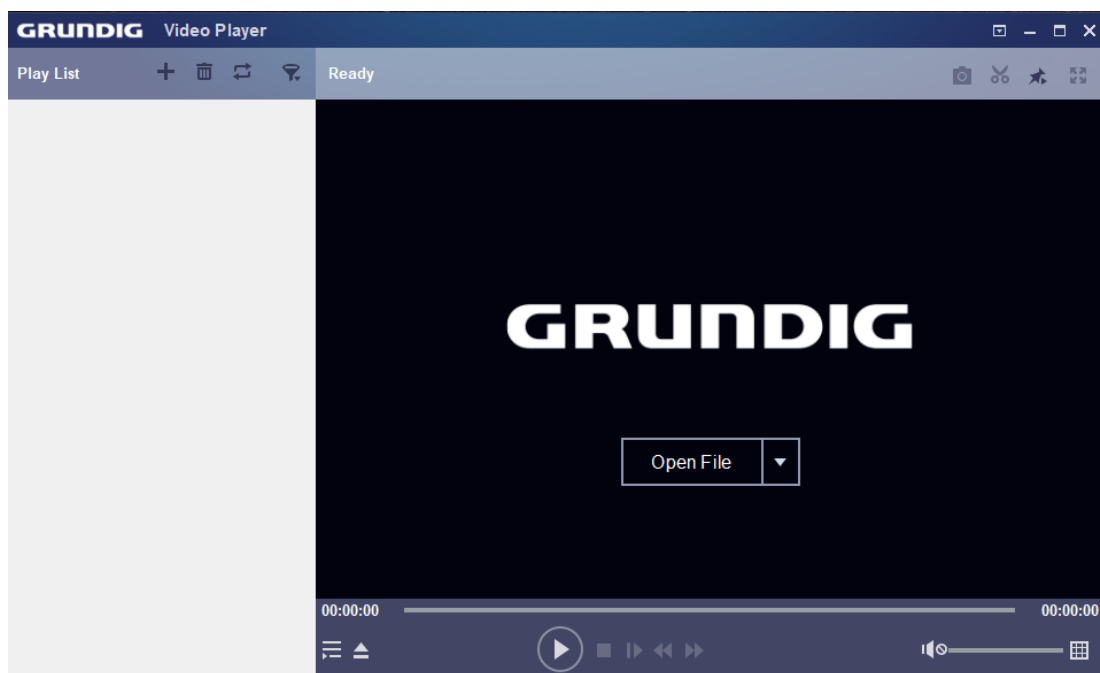 GRUNDIG Video Player
Play List
Ready
GRUNDIG
Open File
00:00:00
00:00:00